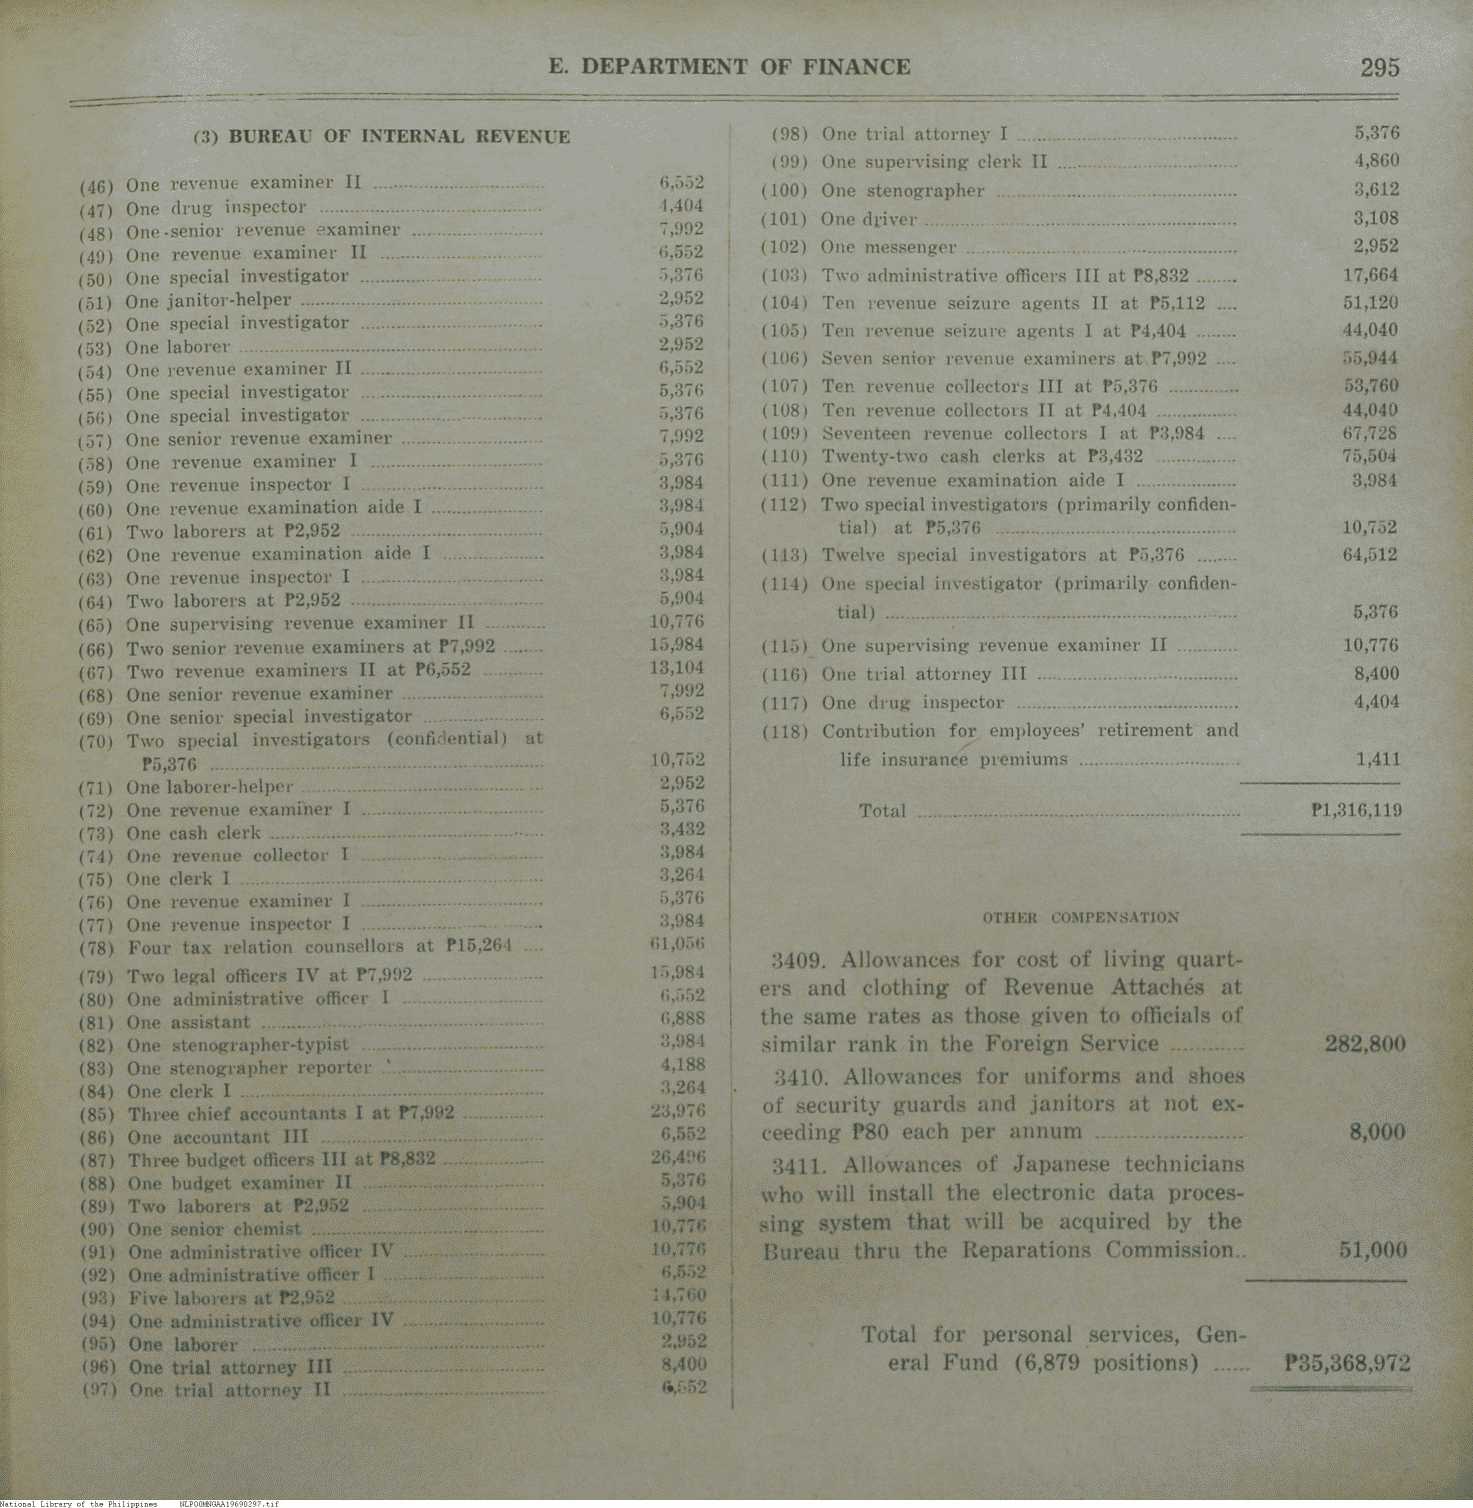 E. DEPARTMENT OF FINANCE 295
(3) BUREAU OF INTERNAL REVENUE
(46) One revenue examiner II 6,552
(47) One drug inspector 4,404
(48) One senior revenue examiner 7,992
(49) One revenue examiner II 6,552
(50) One special investigator 5,376
(51) One janitor-helper 2,952
(52) One special investigator 5,376
(53) One laborer 2,952
(54) One revenue examiner II 6,552
(55) One special investigator 5,376
(56) One special investigator 5,376
(57) One senior revenue examiner 7,992
(58) One revenue examiner I 5,376
(59) One revenue inspector I 3,984
(60) One revenue examination aide I 3,984
(61) Two laborers at ₱2,952 5,904
(62) One revenue examination aide I 3,984
(63) One revenue inspector I 3,984
(64) Two laborers at ₱2,952 5,904
(65) One supervising revenue examiner II 10,776
(66) Two senior revenue examiners at ₱7,992 15,984
(67) Two revenue examiners II at ₱6,552 13,104
(68) One senior revenue examiner 7,992
(69) One senior special investigator 6,552
(70) Two special investigators (confidential) at
₱5,376 10,752
(71) One laborer-helper 2,952
(72) One revenue examiner I 5,376
(73) One cash clerk 3,432
(74) One revenue collector I 3,984
(75) One clerk I 3,264
(76) One revenue examiner I 5,376
(77) One revenue inspector I 3,984
(78) Four tax relation counsellors at ₱15,264 61,056
(79) Two legal officers IV at ₱7,992 15,984
(80) One administrative officer I 6,552
(81) One assistant 6,888
(82) One stenographer-typist 3,984
(83) One stenographer reporter 4,188
(84) One clerk I 3,264
(85) Three chief accountants I at ₱7,992 23,976
(86) One accountant III 6,552
(87) Three budget officers III at ₱8,832 26,496
(88) One budget examiner II 5,376
(89) Two laborers at ₱2,952 5,904
(90) One senior chemist 10,776
(91) One administrative officer IV 10,776
(92) One administrative officer I 6,552
(93) Five laborers at ₱2,952 14,760
(94) One administrative officer IV 10,776
(95) One laborer 2,952
(96) One trial attorney III 8,400
(97) One trial attorney II 6,552
(98) One trial attorney I 5,376
(99) One supervising clerk II 4,860
(100) One stenographer 3,612
(101) One driver 3,108
(102) One messenger 2,952
(103) Two administrative officers III at ₱8,832 17,664
(104) Ten revenue seizure agents II at ₱5,112 51,120
(105) Ten revenue seizure agents I at ₱4,404 44,040
(106) Seven senior revenue examiners at ₱7,992 55,944
(107) Ten revenue collectors III at ₱5,376 53,760
(108) Ten revenue collectors II at ₱4,404 44,040
(109) Seventeen revenue collectors I at ₱3,984 67,728
(110) Twenty-two cash clerks at ₱3,432 75,504
(111) One revenue examination aide I 3,984
(112) Two special investigators (primarily confiden-
tial) at ₱5,376 10,752
(113) Twelve special investigators at ₱5,376 64,512
(114) One special investigator (primarily confiden-
tial) 5,376
(115) One supervising revenue examiner II 10,776
(116) One trial attorney III 8,400
(117) One drug inspector 4,404
(118) Contribution for employees' retirement and
life insurance premiums 1,411
Total ₱1,316,119
OTHER COMPENSATION
3409. Allowances for cost of living quart-
ers and clothing of Revenue Attachés at
the same rates as those given to officials of
similar rank in the Foreign Service 282,800
3410. Allowances for uniforms and shoes
of security guards and janitors at not ex-
ceeding ₱80 each per annum 8,000
3411. Allowances of Japanese technicians
who will install the electronic data proces-
sing system that will be acquired by the
Bureau thru the Reparations Commission.. 51,000
Total for personal services, Gen-
eral Fund (6,879 positions) ₱35,368,972
National Library of the Philippines NLP00MNGAA19690297.tif